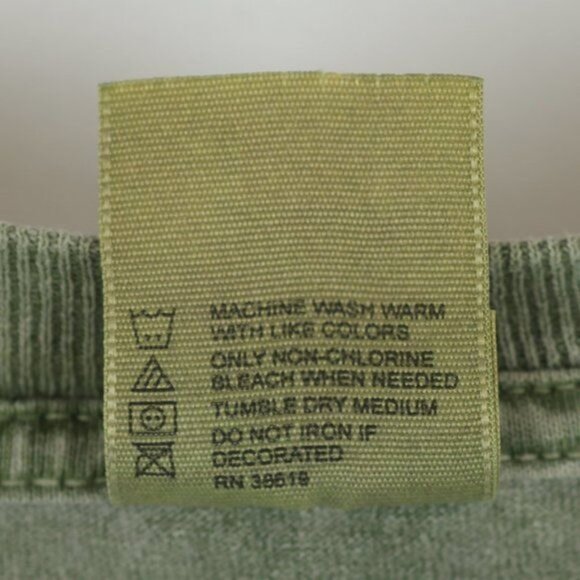 MACHINE WASH WARM
WITH LIKE COLORS
ONLY NON-CHLORINE
BLEACH WHEN NEEDED
TUMBLE DRY MEDIUM
DO NOT IRON IF
DECORATED
RN 38619